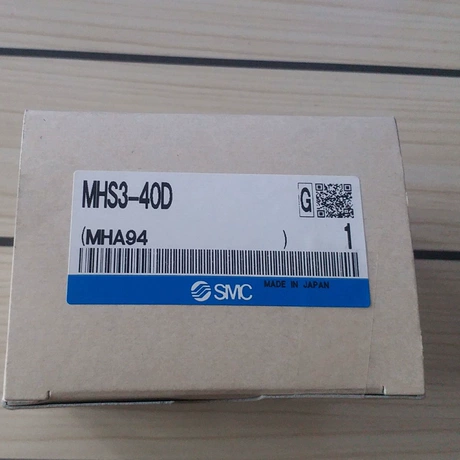 MHS3-40D
G
(MHA94 ) 1
SMC MADE IN JAPAN